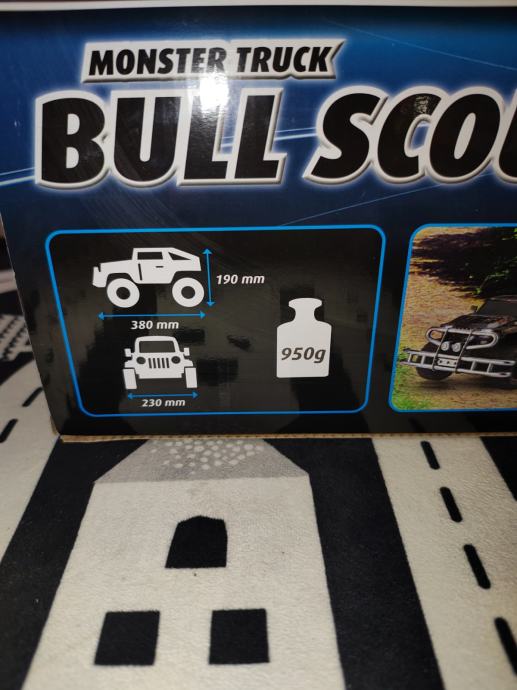 MONSTER TRUCK
BULL SCO
190 mm
380 mm
950g
230 mm